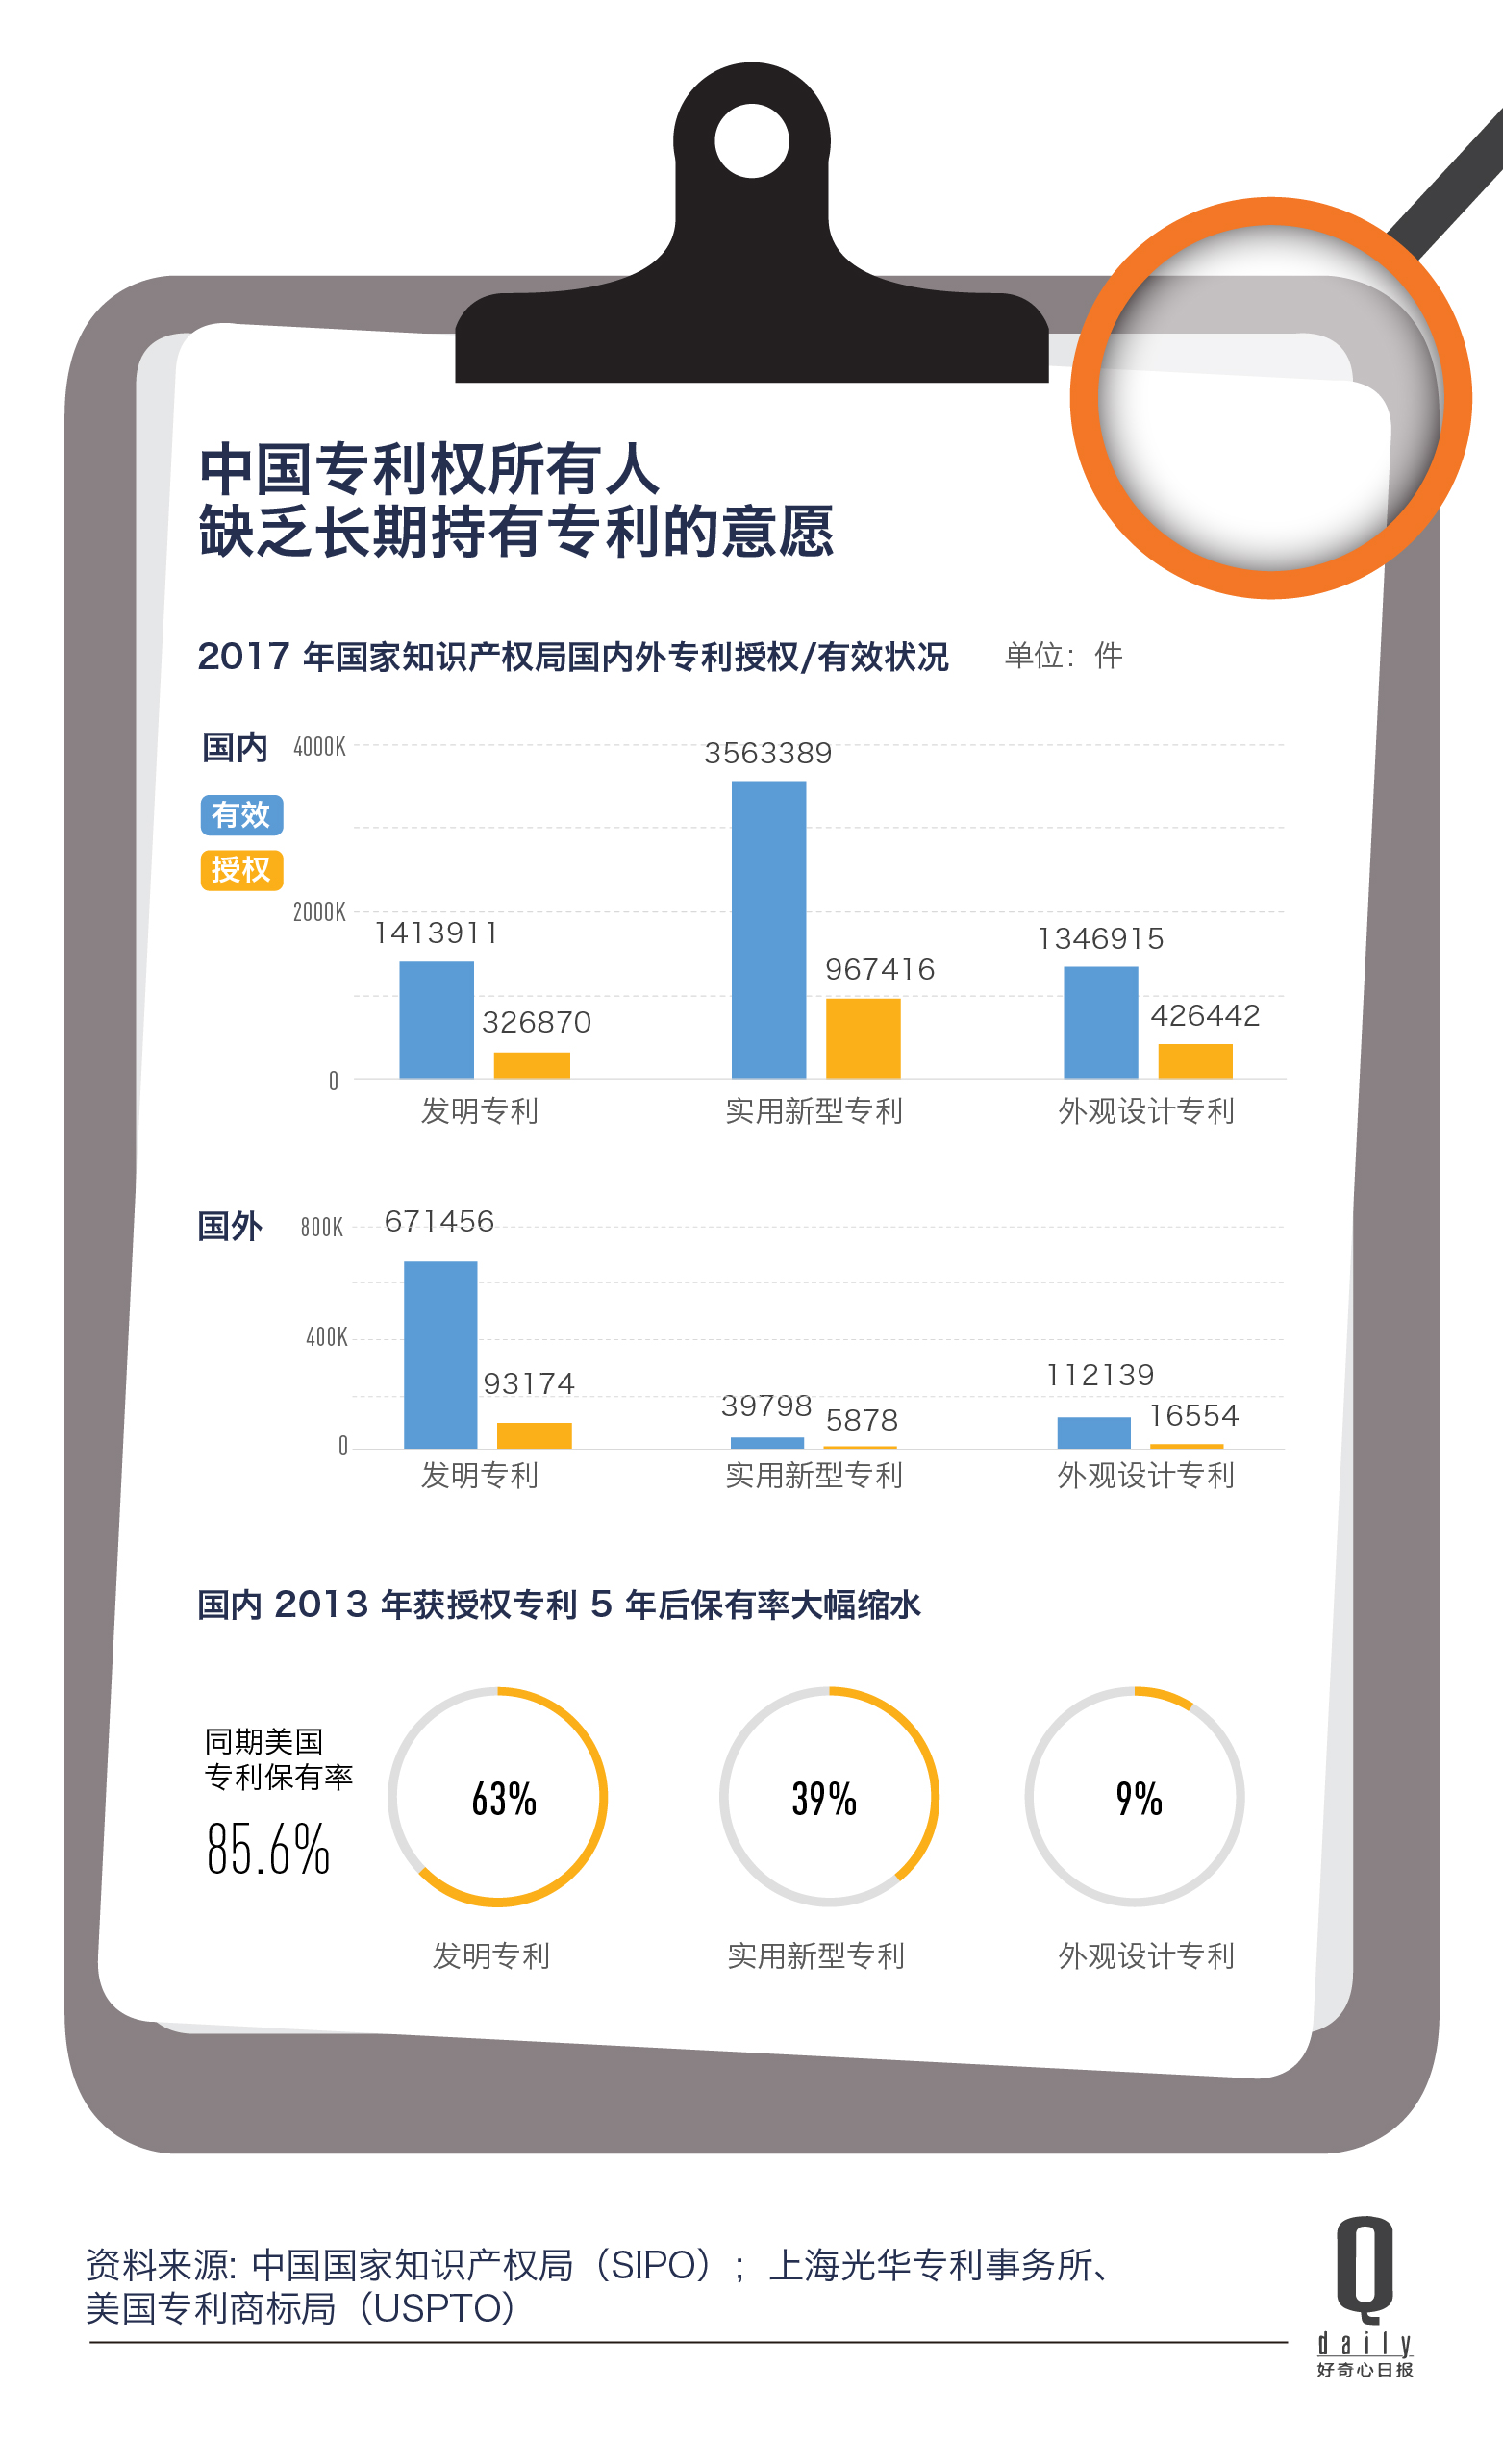 中国专利权所有人
缺乏长期持有专利的意愿
2017 年国家知识产权局国内外专利授权/有效状况 单位：件
国内
有效
授权
4000K
2000K
0
1413911
326870
3563389
967416
1346915
426442
发明专利 实用新型专利 外观设计专利
国外
800K
400K
0
671456
93174
39798
5878
112139
16554
发明专利 实用新型专利 外观设计专利
国内 2013 年获授权专利 5 年后保有率大幅缩水
同期美国
专利保有率
85.6%
63% 39% 9%
发明专利 实用新型专利 外观设计专利
资料来源: 中国国家知识产权局（SIPO）；上海光华专利事务所、
美国专利商标局（USPTO）
Q
daily
好奇心日报